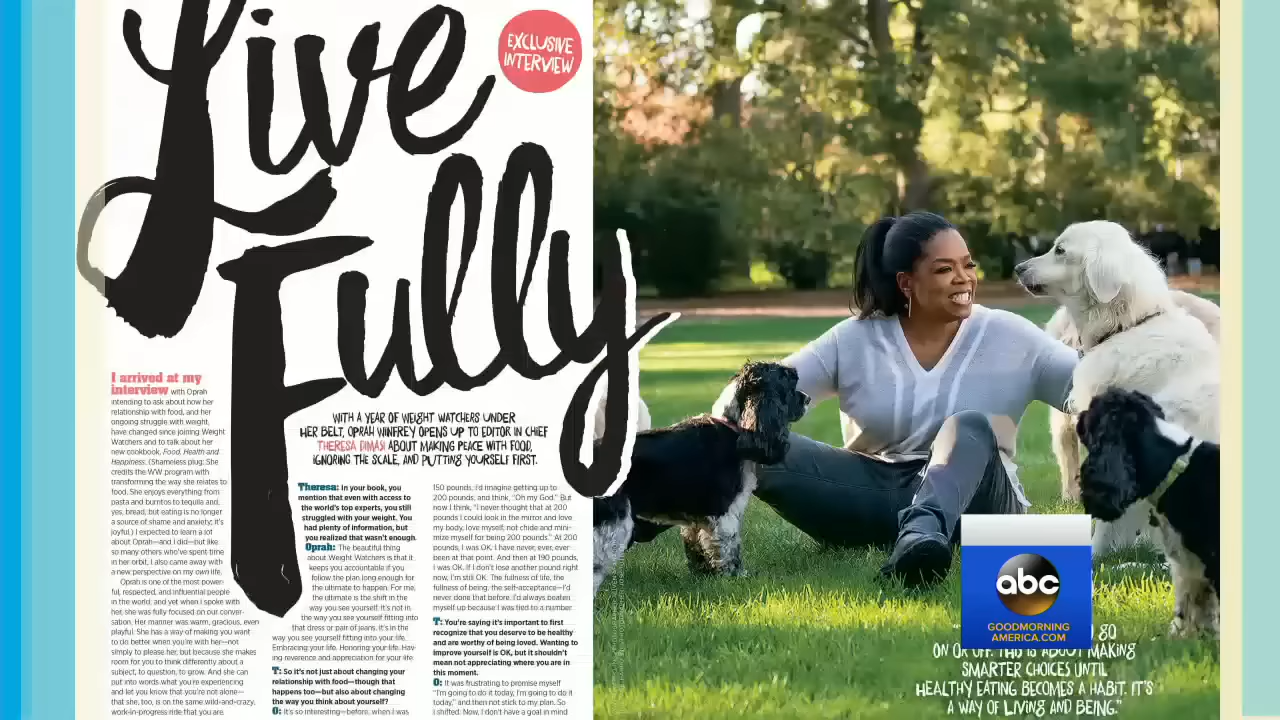 Live
Fully
EXCLUSIVE
INTERVIEW
WITH A YEAR OF WEIGHT WATCHERS UNDER
HER BELT, OPRAH WINFREY OPENS UP TO EDITOR IN CHIEF
THERESA DIMASI ABOUT MAKING PEACE WITH FOOD,
IGNORING THE SCALE, AND PUTTING YOURSELF FIRST.
I arrived at my
interview with Oprah
intending to ask about how her
relationship with food, and her
ongoing struggle with weight,
have changed since joining Weight
Watchers and to talk about her
new cookbook, Food, Health and
Happiness. (Shameless plug: She
credits the WW program with
transforming the way she relates to
food. She enjoys everything from
pasta and burritos to tequila and,
yes, bread, but eating is no longer
a source of shame and anxiety; it's
joyful.) I expected to learn a lot
about Oprah—and I did—but like
so many others who've spent time
in her orbit, I also came away with
a new perspective on my own life.
Oprah is one of the most power-
ful, respected, and influential people
in the world, and yet when I spoke with
her, she was fully focused on our conver-
sation. Her manner was warm, gracious, even
playful. She has a way of making you want
to do better when you're with her—not
simply to please her, but because she makes
room for you to think differently about a
subject, to question, to grow. And she can
put into words what you're experiencing
and let you know that you're not alone—
that she, too, is on the same wild-and-crazy,
work-in-progress ride that you are.
Theresa: In your book, you
mention that even with access to
the world's top experts, you still
struggled with your weight. You
had plenty of information, but
you realized that wasn't enough.
Oprah: The beautiful thing
about Weight Watchers is that it
keeps you accountable if you
follow the plan long enough for
the ultimate to happen. For me,
the ultimate is the shift in the
way you see yourself. It's not in
the way you see yourself fitting into
that dress or pair of jeans. It's in the
way you see yourself fitting into your life.
Embracing your life. Honoring your life. Hav-
ing reverence and appreciation for your life.
T: So it's not just about changing your
relationship with food—though that
happens too—but also about changing
the way you think about yourself?
O: It's so interesting—before, when I was
150 pounds, I'd imagine getting up to
200 pounds, and think, "Oh my God." But
now I think, "I never thought that at 200
pounds I could look in the mirror and love
my body, love myself, not chide and mini-
mize myself for being 200 pounds." At 200
pounds, I was OK. I have never, ever, ever
been at that point. And then at 190 pounds,
I was OK. If I don't lose another pound right
now, I'm still OK. The fullness of life, the
fullness of being, the self-acceptance—I'd
never done that before. I'd always beaten
myself up because I was tied to a number.
T: You're saying it's important to first
recognize that you deserve to be healthy
and are worthy of being loved. Wanting to
improve yourself is OK, but it shouldn't
mean not appreciating where you are in
this moment.
O: It was frustrating to promise myself
"I'm going to do it today, I'm going to do it
today," and then not stick to my plan. So
I shifted. Now, I don't have a goal in mind
abc
GOODMORNING
AMERICA.COM
GO
ON OR OFF. THIS IS ABOUT MAKING
SMARTER CHOICES UNTIL
HEALTHY EATING BECOMES A HABIT. IT'S
A WAY OF LIVING AND BEING."